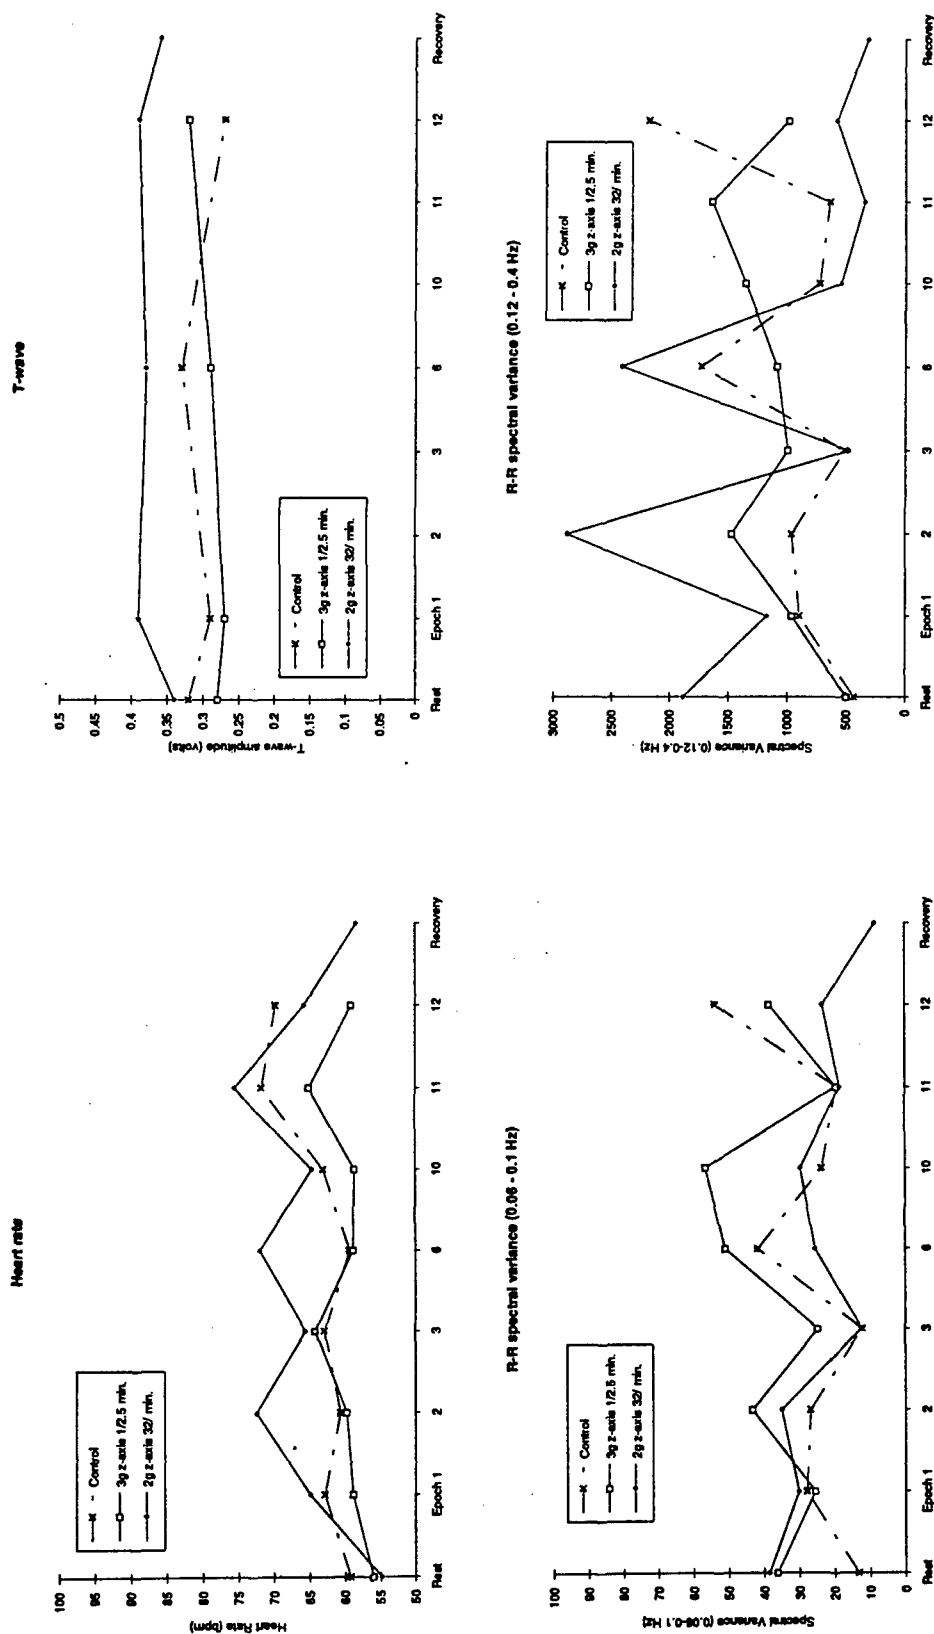 Heart rate
Heart Rate (bpm)
100
95
90
85
80
75
70
65
60
55
50
Control
3g z-axis 1/2.5 min.
2g z-axis 32/ min.
Rest
Epoch 1
2
3
6
10
11
12
Recovery
T-wave
T-wave amplitude (volts)
0.5
0.45
0.4
0.35
0.3
0.25
0.2
0.15
0.1
0.05
0
Control
3g z-axis 1/2.5 min.
2g z-axis 32/ min.
Rest
Epoch 1
2
3
6
10
11
12
Recovery
R-R spectral variance (0.06 - 0.1 Hz)
Spectral Variance (0.06-0.1 Hz)
100
90
80
70
60
50
40
30
20
10
0
Control
3g z-axis 1/2.5 min.
2g z-axis 32/ min.
Rest
Epoch 1
2
3
6
10
11
12
Recovery
R-R spectral variance (0.12 - 0.4 Hz)
Spectral Variance (0.12-0.4 Hz)
3000
2500
2000
1500
1000
500
0
Control
3g z-axis 1/2.5 min.
2g z-axis 32/ min.
Rest
Epoch 1
2
3
6
10
11
12
Recovery